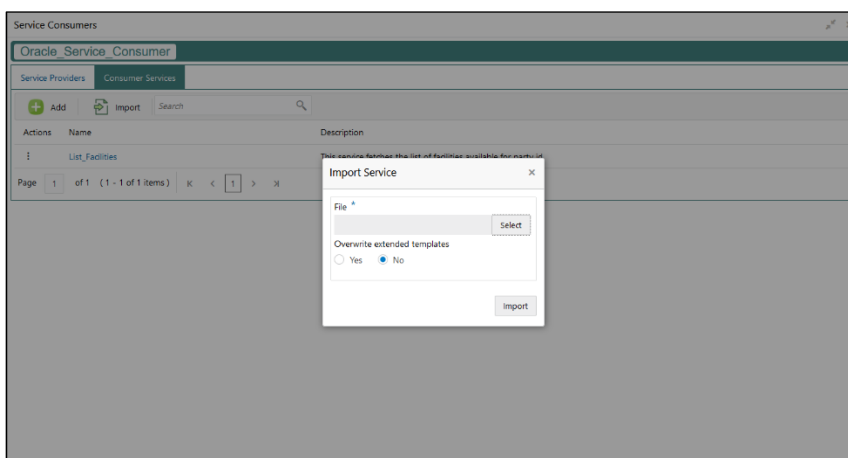 Service Consumers
Oracle_Service_Consumer
Service Providers Consumer Services
Add Import Search
Actions Name Description
List_Facilities This service fetches the list of facilities available for party id
Page 1 of 1 (1 - 1 of 1 items) K < 1 > X
Import Service ×
File *
Select
Overwrite extended templates
Yes No
Import